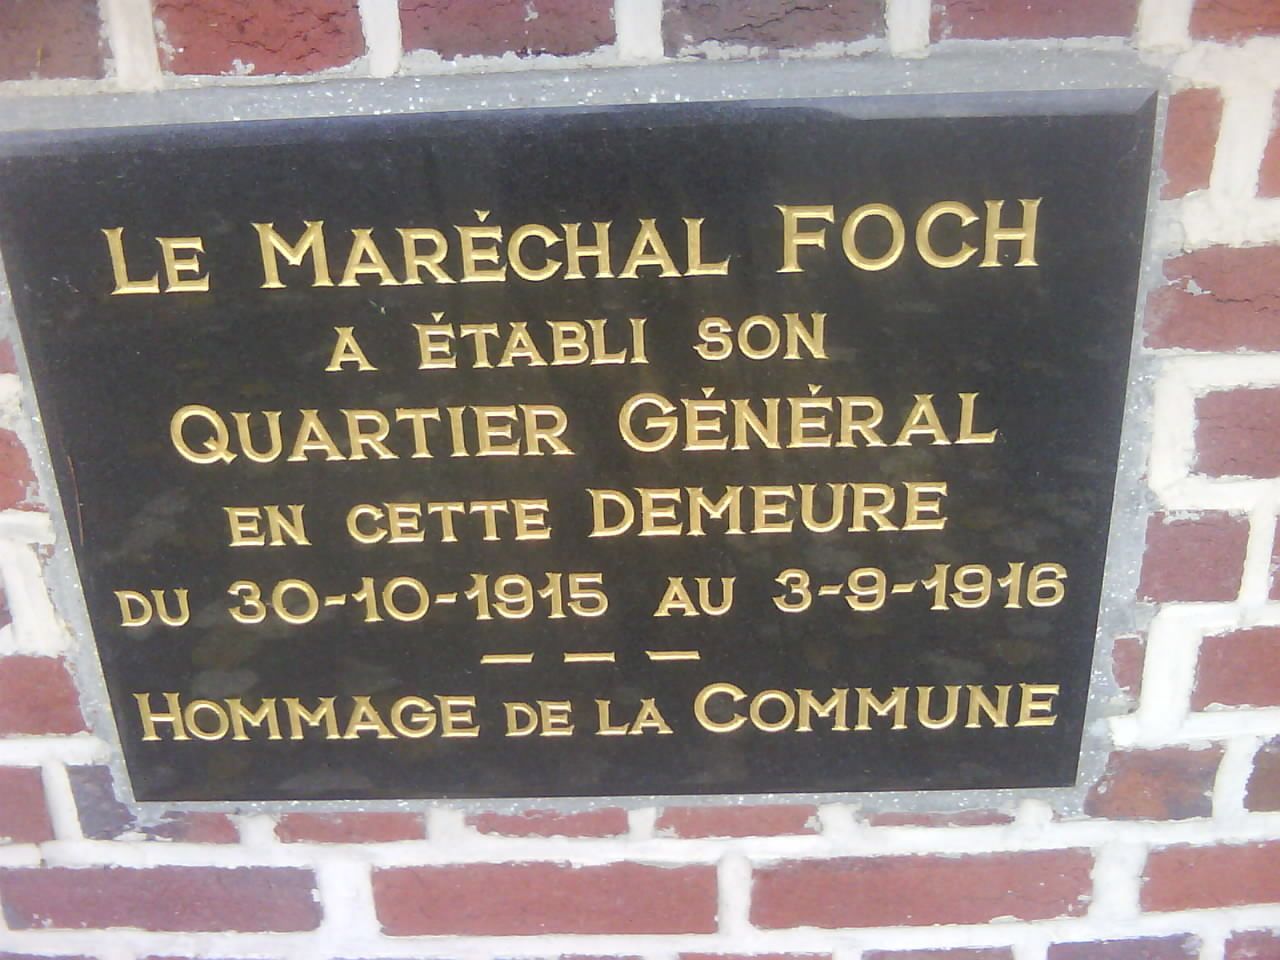 Le Maréchal FOCH
a établi son
Quartier Général
en cette Demeure
du 30-10-1915 au 3-9-1916
— — —
Hommage de la Commune